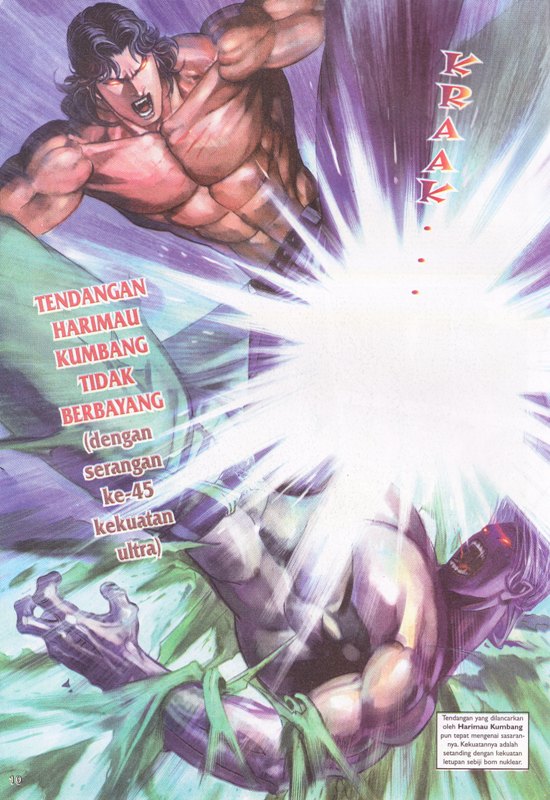 KRAAK...
TENDANGAN
HARIMAU
KUMBANG
TIDAK
BERBAYANG
(dengan
serangan
ke-45
kekuatan
ultra)
Tendangan yang dilancarkan
oleh Harimau Kumbang
pun tepat mengenai sasaran-
nya. Kekuatannya adalah
setanding dengan kekuatan
letupan sebiji bom nuklear.
10